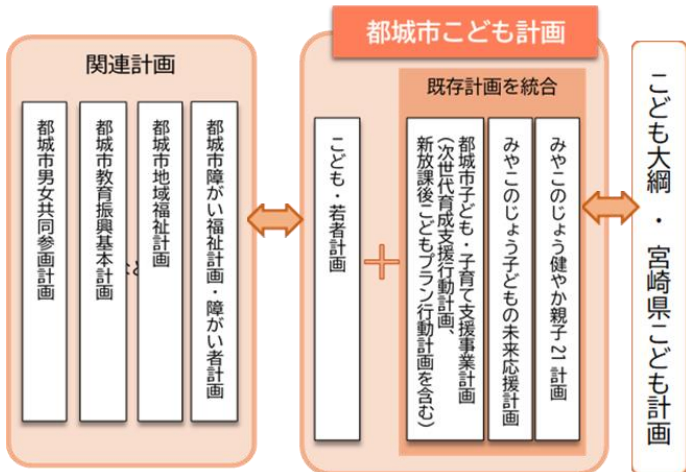 都城市こども計画
関連計画
都城市障がい福祉計画・障がい者計画
都城市地域福祉計画
都城市教育振興基本計画
都城市男女共同参画計画
既存計画を統合
みやこのじょう健やか親子21計画
みやこのじょう子どもの未来応援計画
都城市子ども・子育て支援事業計画
(次世代育成支援行動計画、
新放課後こどもプラン行動計画を含む)
+
こども・若者計画
こども大綱 ・ 宮崎県こども計画